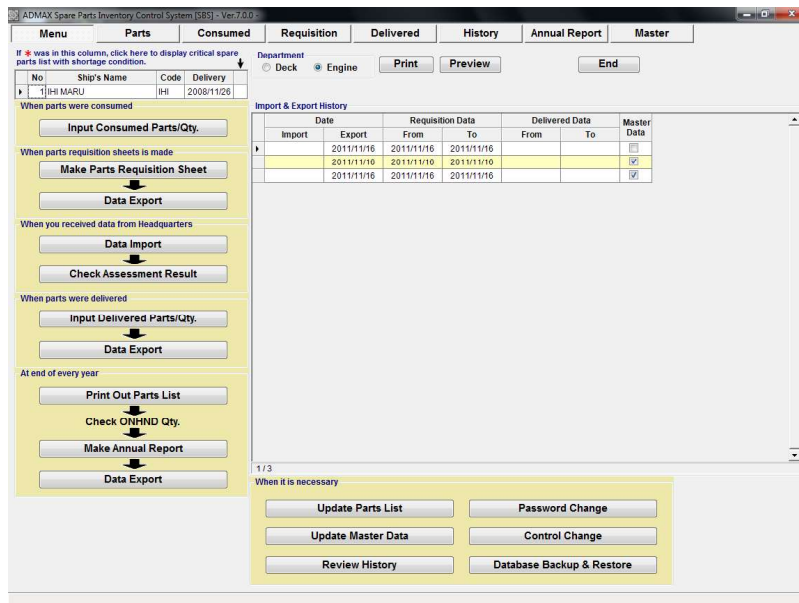 ADMAX Spare Parts Inventory Control System [SBS] - Ver.7.0.0 -
Menu Parts Consumed Requisition Delivered History Annual Report Master
If * was in this column, click here to display critical spare
parts list with shortage condition.
Department
Deck Engine Print Preview End
No Ship's Name Code Delivery
1 IHI MARU IHI 2008/11/26
When parts were consumed
Input Consumed Parts/Qty.
When parts requisition sheets is made
Make Parts Requisition Sheet
Data Export
When you received data from Headquarters
Data Import
Check Assessment Result
When parts were delivered
Input Delivered Parts/Qty.
Data Export
At end of every year
Print Out Parts List
Check ONHND Qty.
Make Annual Report
Data Export
Import & Export History
Date Requisition Data Delivered Data Master
Data
Import Export From To From To
2011/11/16 2011/11/16 2011/11/16
2011/11/10 2011/11/10 2011/11/10
2011/11/16 2011/11/16 2011/11/16
1 / 3
When it is necessary
Update Parts List Password Change
Update Master Data Control Change
Review History Database Backup & Restore